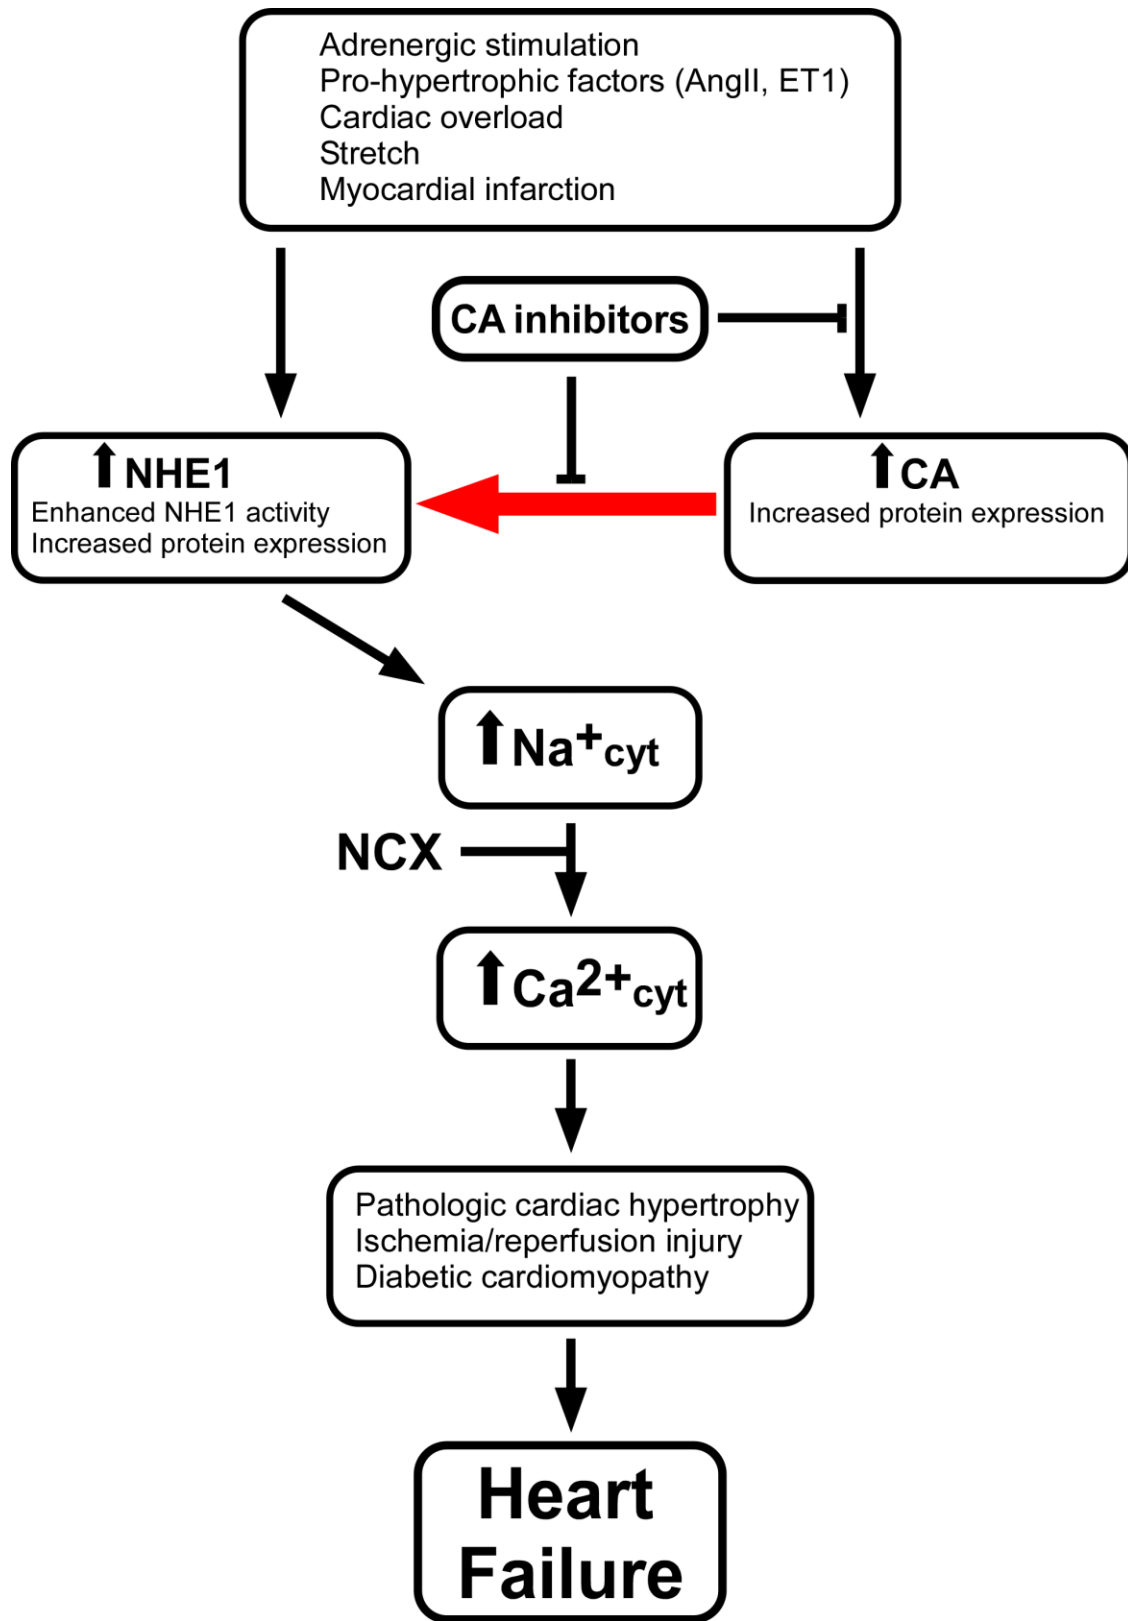 Adrenergic stimulation
Pro-hypertrophic factors (AngII, ET1)
Cardiac overload
Stretch
Myocardial infarction
CA inhibitors
NHE1
Enhanced NHE1 activity
Increased protein expression
CA
Increased protein expression
Na+cyt
NCX
Ca2+cyt
Pathologic cardiac hypertrophy
Ischemia/reperfusion injury
Diabetic cardiomyopathy
Heart
Failure